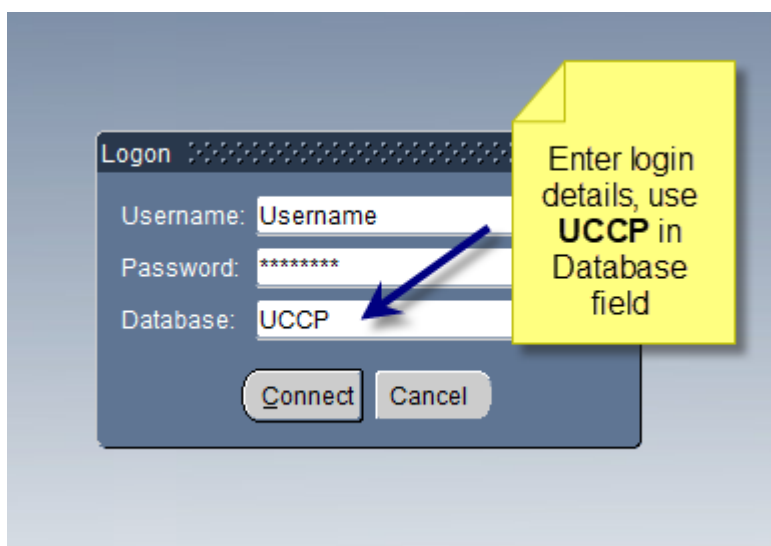 Logon
Username: Username
Password: ********
Database: UCCP
Connect Cancel
Enter login
details, use
UCCP in
Database
field